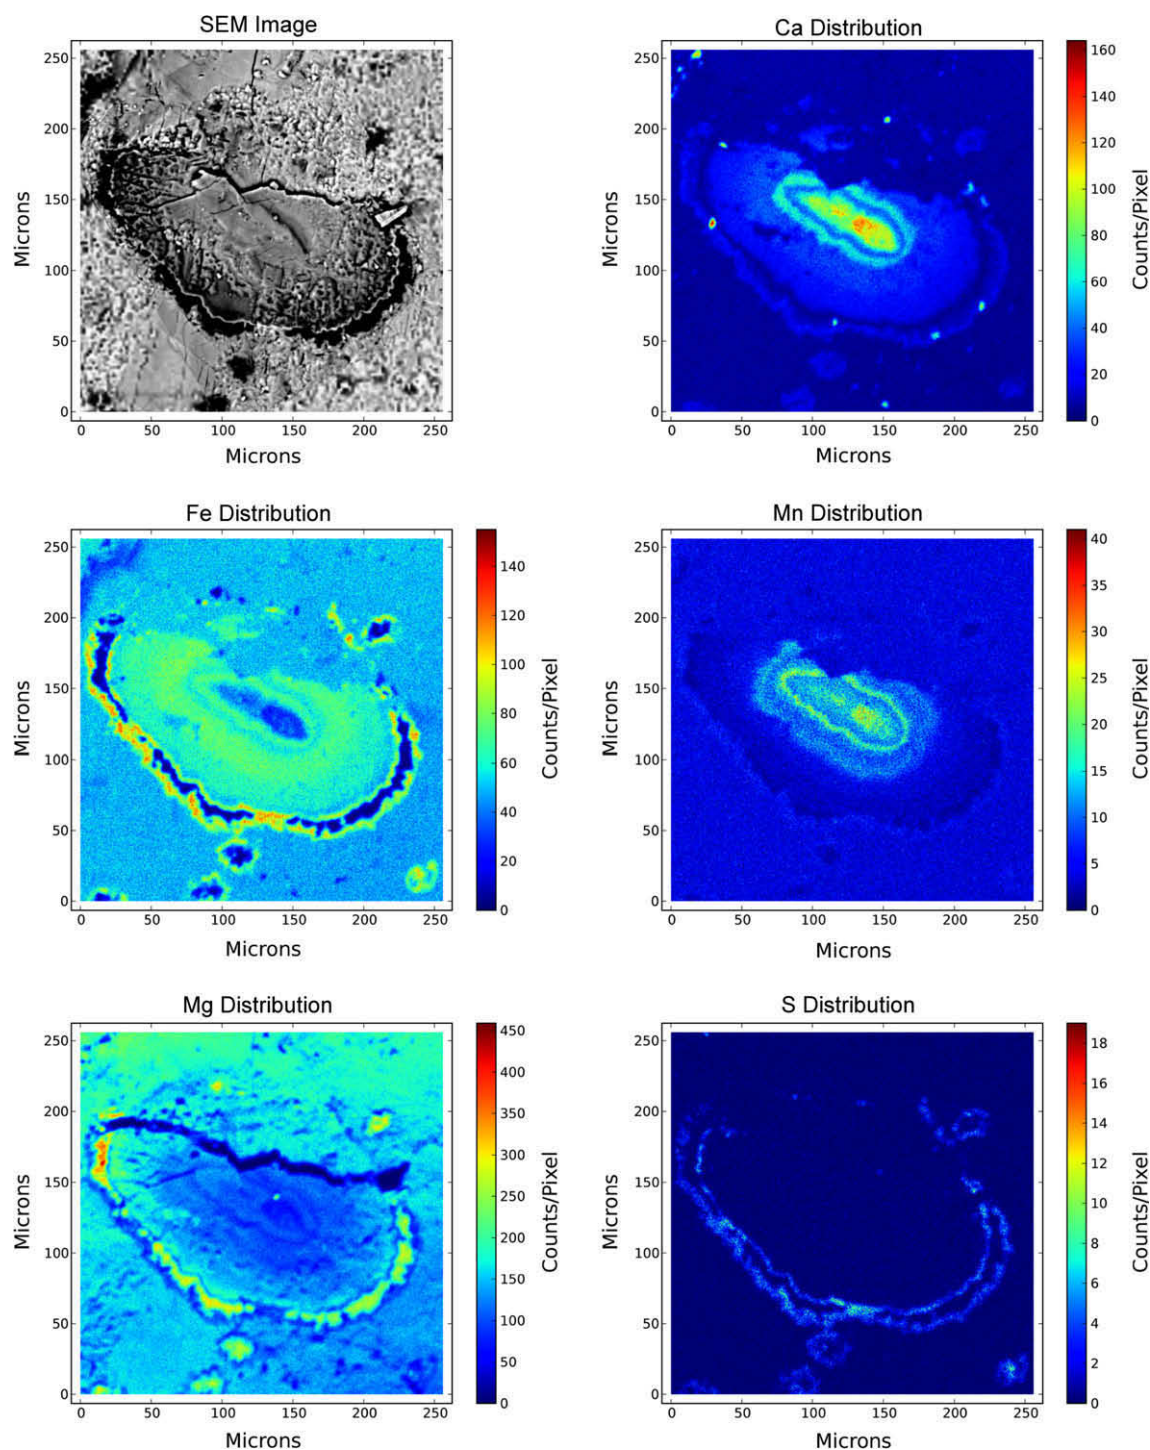 SEM Image
250
200
150
100
50
0
Microns
0 50 100 150 200 250
Microns
Ca Distribution
250
200
150
100
50
0
Microns
0 50 100 150 200 250
Microns
160
140
120
100
80
60
40
20
0
Counts/Pixel
Fe Distribution
250
200
150
100
50
0
Microns
0 50 100 150 200 250
Microns
140
120
100
80
60
40
20
0
Counts/Pixel
Mn Distribution
250
200
150
100
50
0
Microns
0 50 100 150 200 250
Microns
40
35
30
25
20
15
10
5
0
Counts/Pixel
Mg Distribution
250
200
150
100
50
0
Microns
0 50 100 150 200 250
Microns
450
400
350
300
250
200
150
100
50
0
Counts/Pixel
S Distribution
250
200
150
100
50
0
Microns
0 50 100 150 200 250
Microns
18
16
14
12
10
8
6
4
2
0
Counts/Pixel